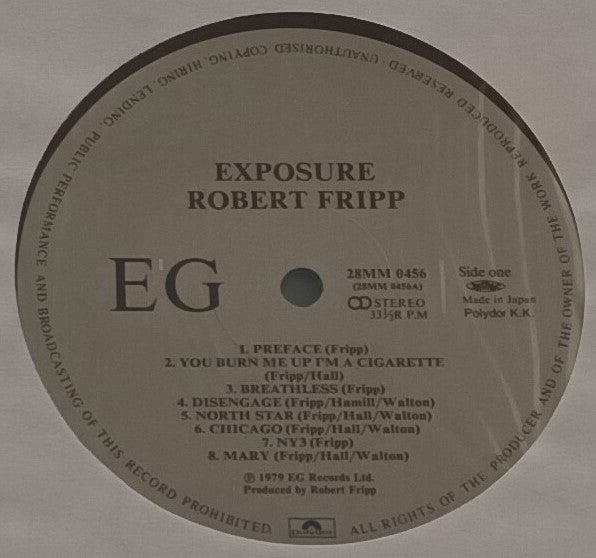 EXPOSURE
ROBERT FRIPP
EG
28MM 0456
(28MM 0456A)
STEREO
33⅓R.P.M
Side one
Made in Japan
Polydor K.K.
1. PREFACE (Fripp)
2. YOU BURN ME UP I'M A CIGARETTE
(Fripp/Hall)
3. BREATHLESS (Fripp)
4. DISENGAGE (Fripp/Hamill/Walton)
5. NORTH STAR (Fripp/Hall/Walton)
6. CHICAGO (Fripp/Hall/Walton)
7. NY3 (Fripp)
8. MARY (Fripp/Hall/Walton)
℗ 1979 EG Records Ltd.
Produced by Robert Fripp
polydor
ALL RIGHTS OF THE PRODUCER AND OF THE OWNER OF THE WORK REPRODUCED RESERVED. UNAUTHORISED COPYING, HIRING, LENDING, PUBLIC PERFORMANCE AND BROADCASTING OF THIS RECORD PROHIBITED.